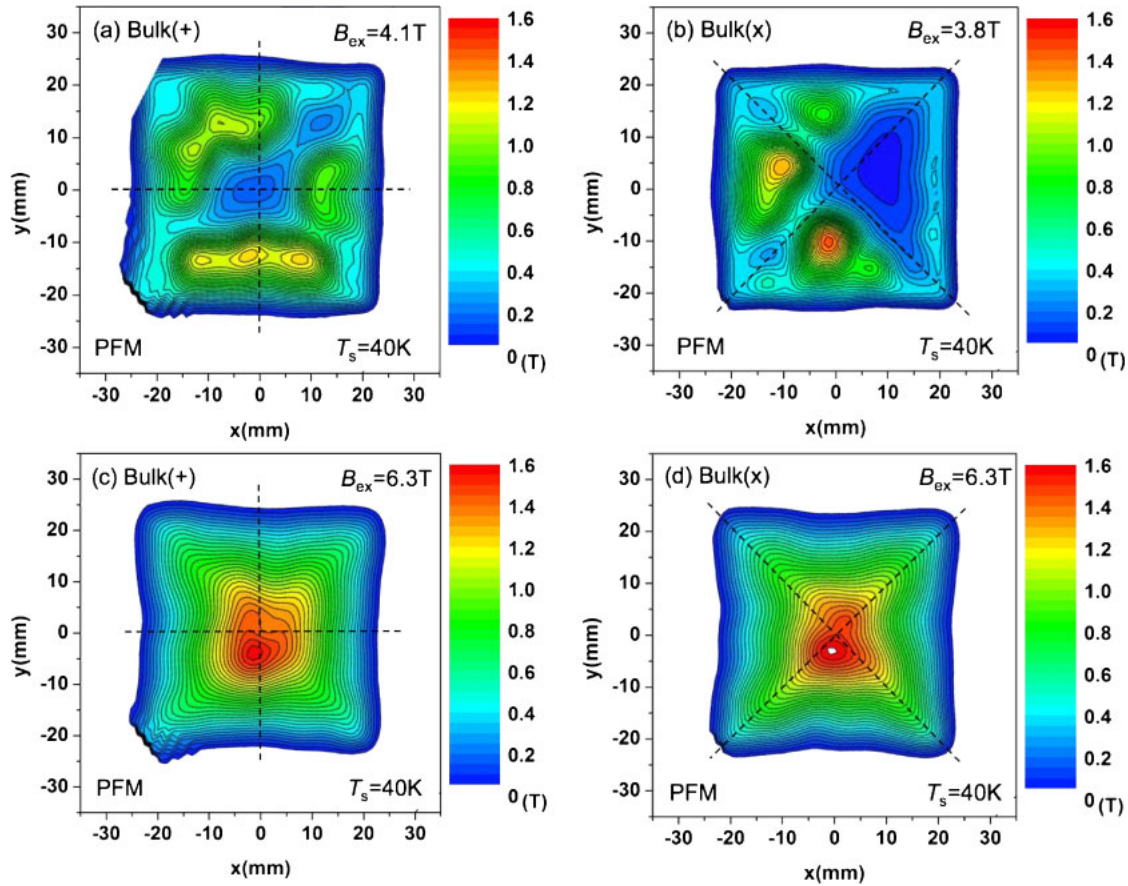 (a) Bulk(+) B_ex=4.1T
30
20
10
0
-10
-20
-30
y(mm)
PFM T_s=40K
-30 -20 -10 0 10 20 30
x(mm)
1.6
1.4
1.2
1.0
0.8
0.6
0.4
0.2
0 (T)
(b) Bulk(x) B_ex=3.8T
30
20
10
0
-10
-20
-30
y(mm)
PFM T_s=40K
-30 -20 -10 0 10 20 30
x(mm)
1.6
1.4
1.2
1.0
0.8
0.6
0.4
0.2
0 (T)
(c) Bulk(+) B_ex=6.3T
30
20
10
0
-10
-20
-30
y(mm)
PFM T_s=40K
-30 -20 -10 0 10 20 30
x(mm)
1.6
1.4
1.2
1.0
0.8
0.6
0.4
0.2
0 (T)
(d) Bulk(x) B_ex=6.3T
30
20
10
0
-10
-20
-30
y(mm)
PFM T_s=40K
-30 -20 -10 0 10 20 30
x(mm)
1.6
1.4
1.2
1.0
0.8
0.6
0.4
0.2
0 (T)